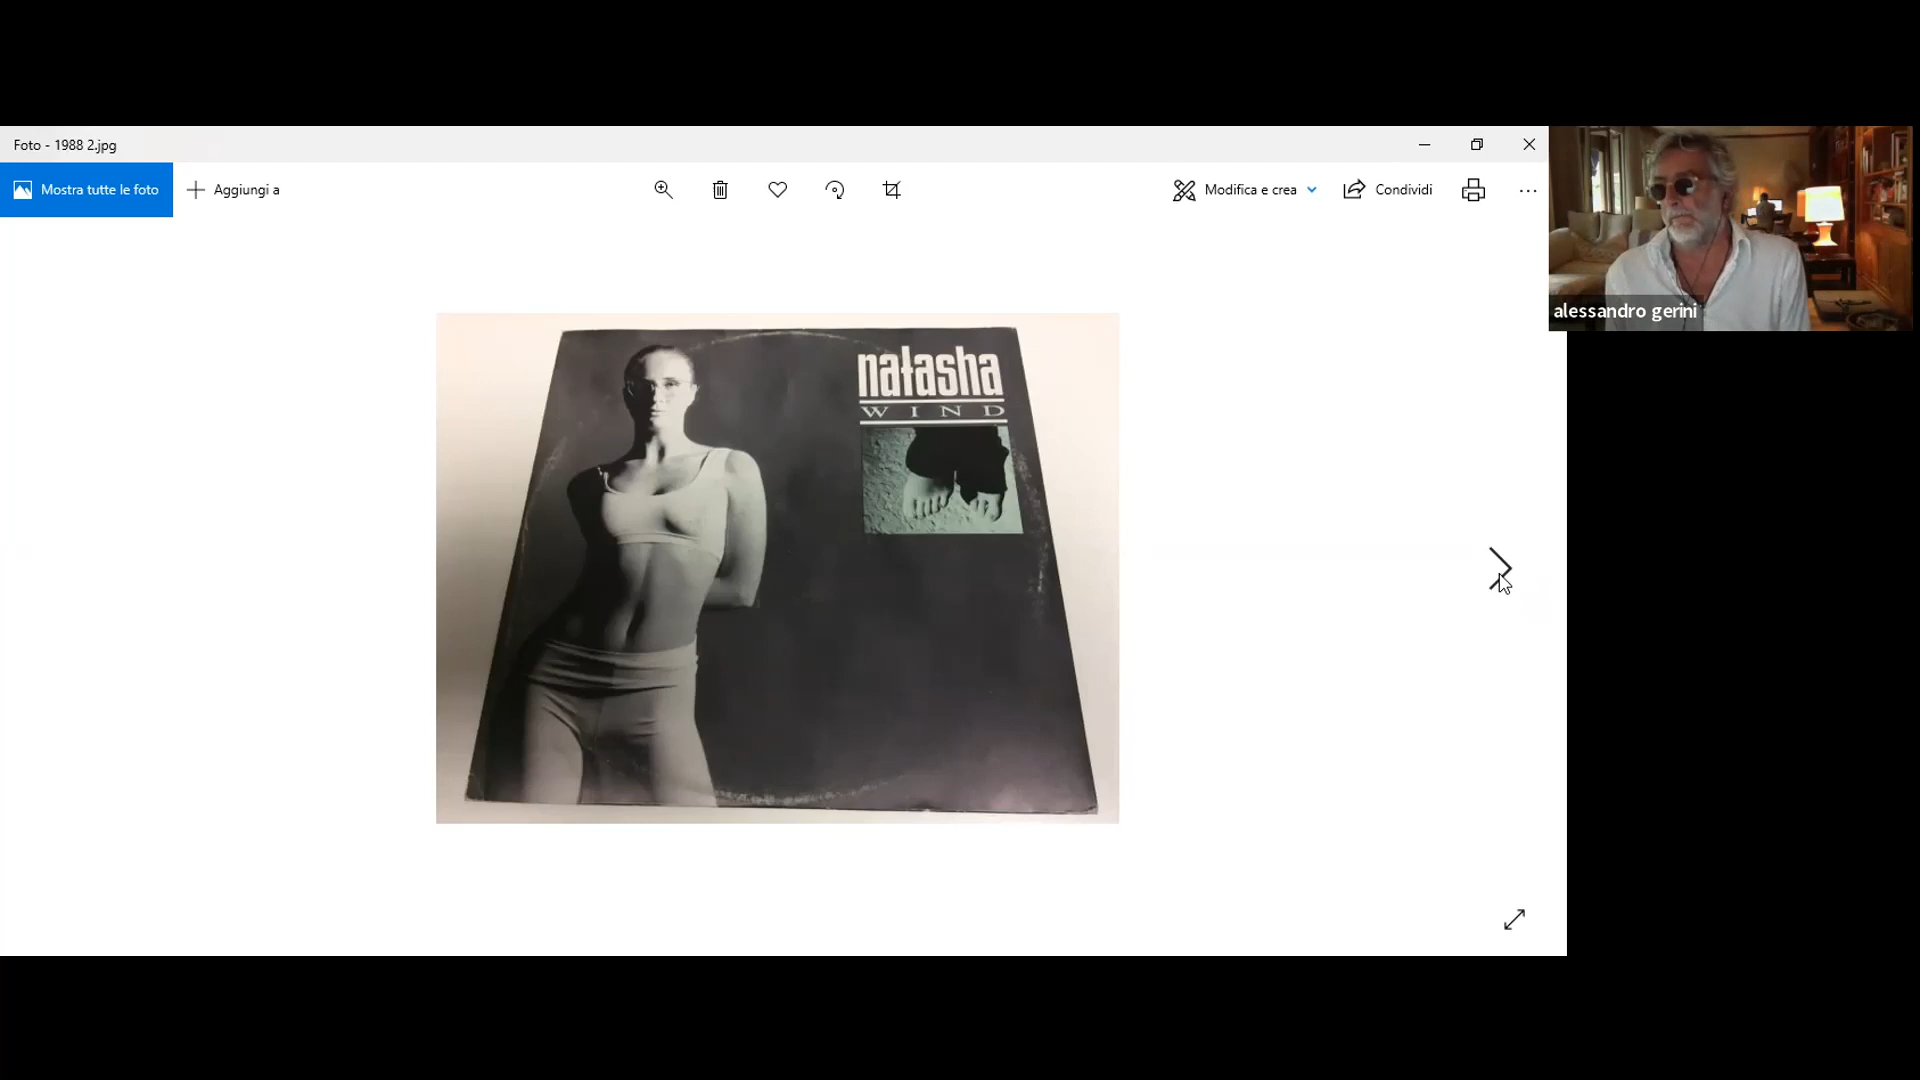 Foto - 1988 2.jpg
Mostra tutte le foto
Aggiungi a
Modifica e crea
Condividi
alessandro gerini
natasha
WIND